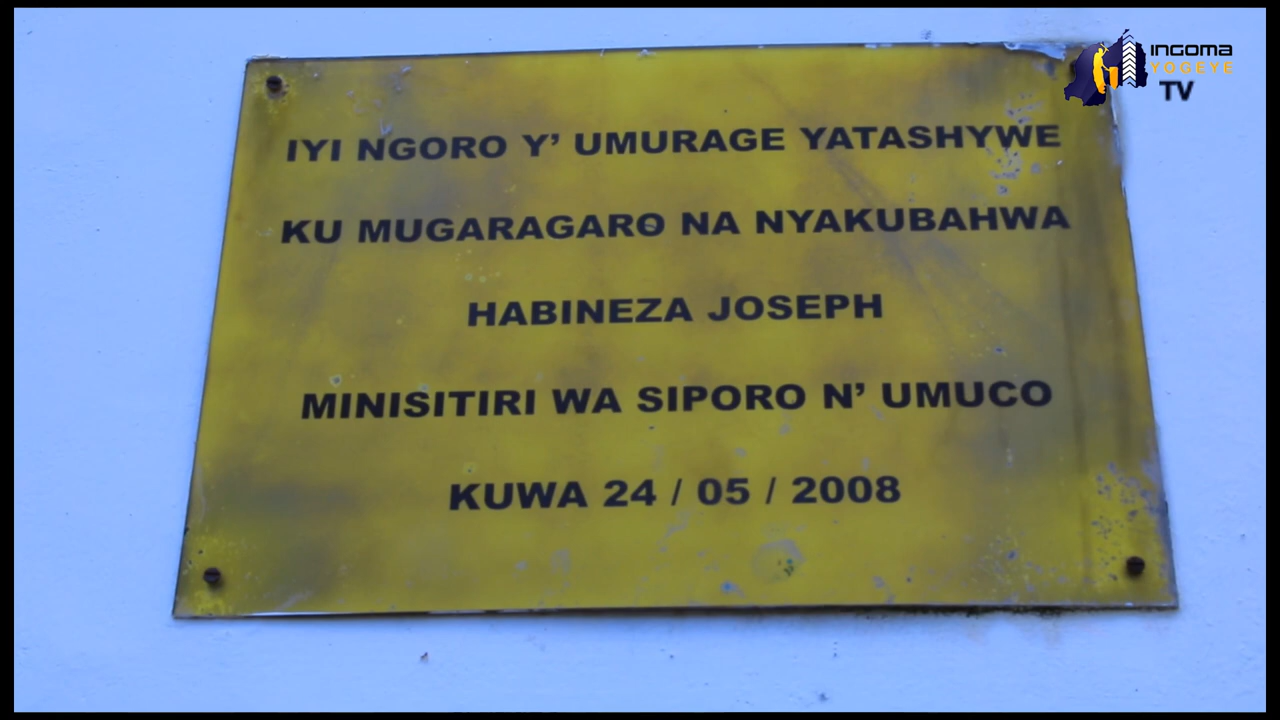 INGOMA
YOGEYE
TV
IYI NGORO Y' UMURAGE YATASHYWE
KU MUGARAGARO NA NYAKUBAHWA
HABINEZA JOSEPH
MINISITIRI WA SIPORO N' UMUCO
KUWA 24 / 05 / 2008